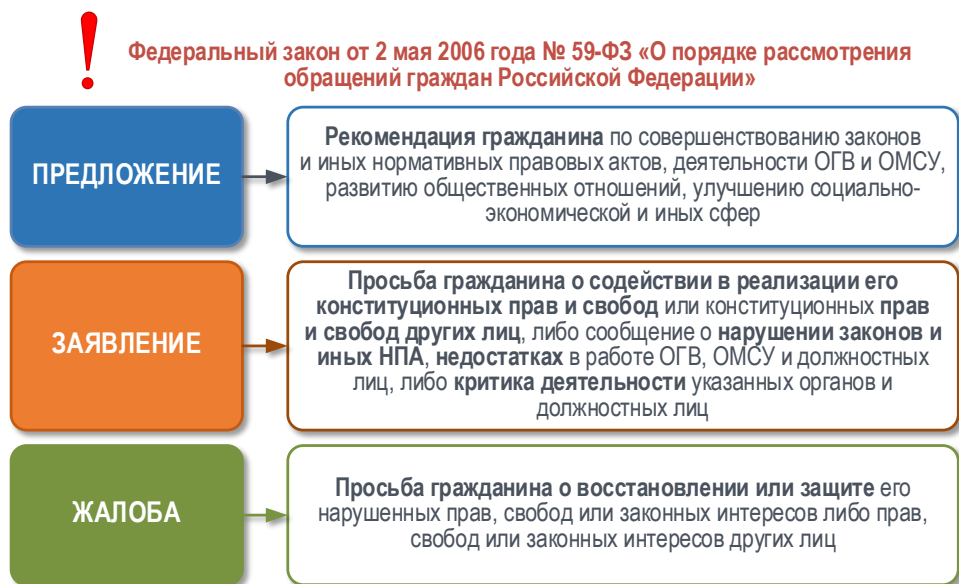 !
Федеральный закон от 2 мая 2006 года № 59-ФЗ «О порядке рассмотрения
обращений граждан Российской Федерации»
ПРЕДЛОЖЕНИЕ
Рекомендация гражданина по совершенствованию законов
и иных нормативных правовых актов, деятельности ОГВ и ОМСУ,
развитию общественных отношений, улучшению социально-
экономической и иных сфер
ЗАЯВЛЕНИЕ
Просьба гражданина о содействии в реализации его
конституционных прав и свобод или конституционных прав
и свобод других лиц, либо сообщение о нарушении законов и
иных НПА, недостатках в работе ОГВ, ОМСУ и должностных
лиц, либо критика деятельности указанных органов и
должностных лиц
ЖАЛОБА
Просьба гражданина о восстановлении или защите его
нарушенных прав, свобод или законных интересов либо прав,
свобод или законных интересов других лиц